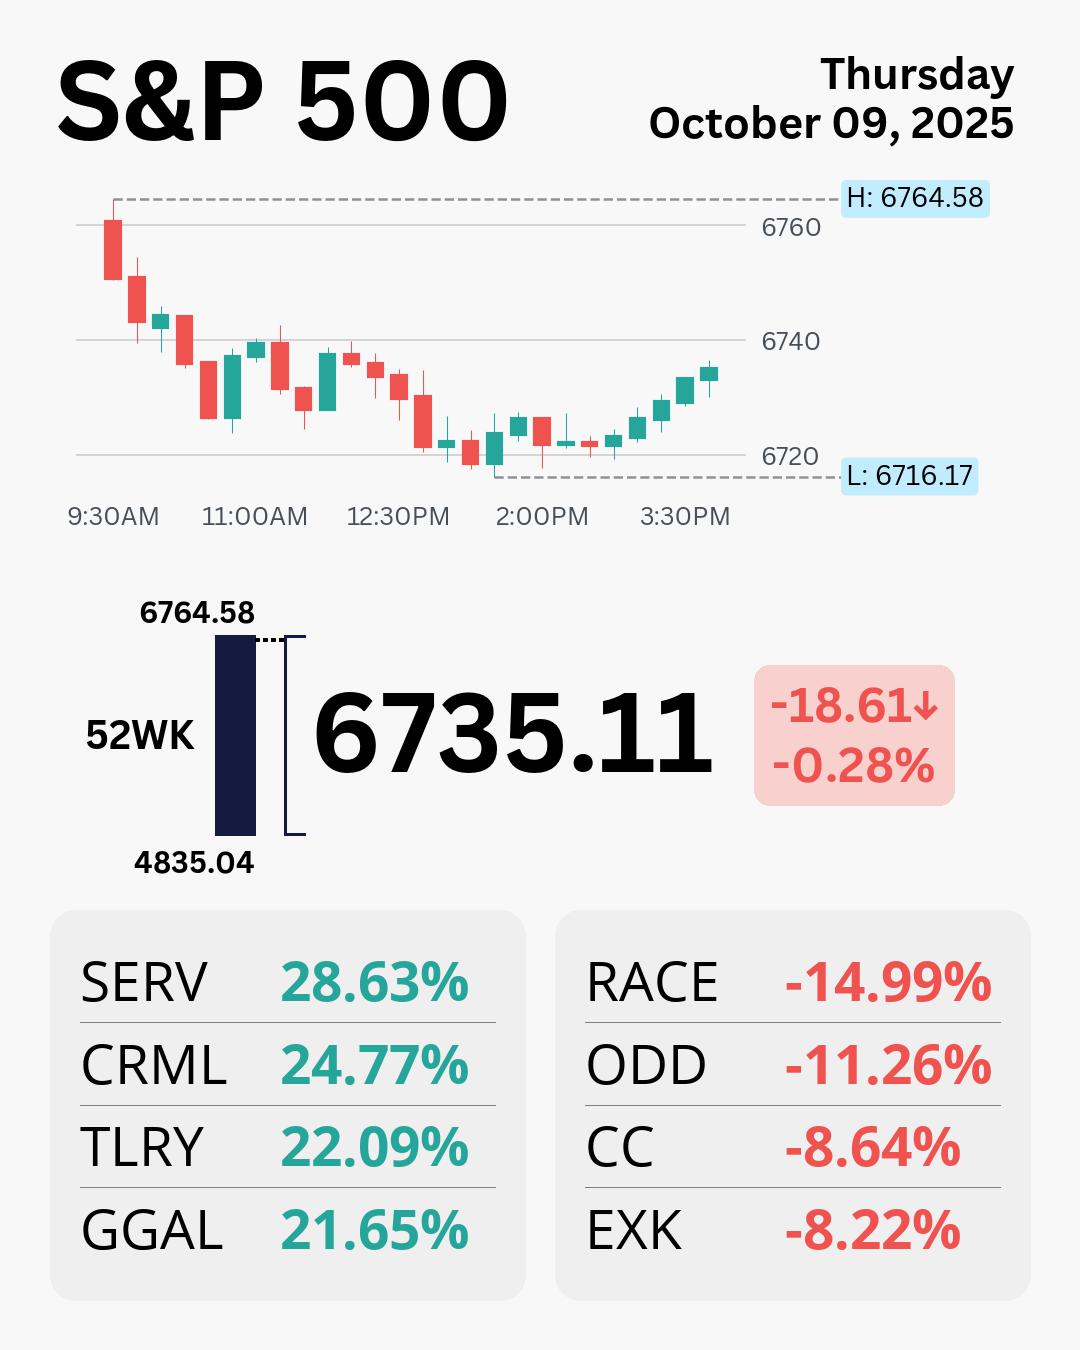 S&P 500
Thursday
October 09, 2025
H: 6764.58
6760
6740
6720
L: 6716.17
9:30AM 11:00AM 12:30PM 2:00PM 3:30PM
6764.58
52WK
6735.11
-18.61↓
-0.28%
4835.04
SERV 28.63%
CRML 24.77%
TLRY 22.09%
GGAL 21.65%
RACE -14.99%
ODD -11.26%
CC -8.64%
EXK -8.22%